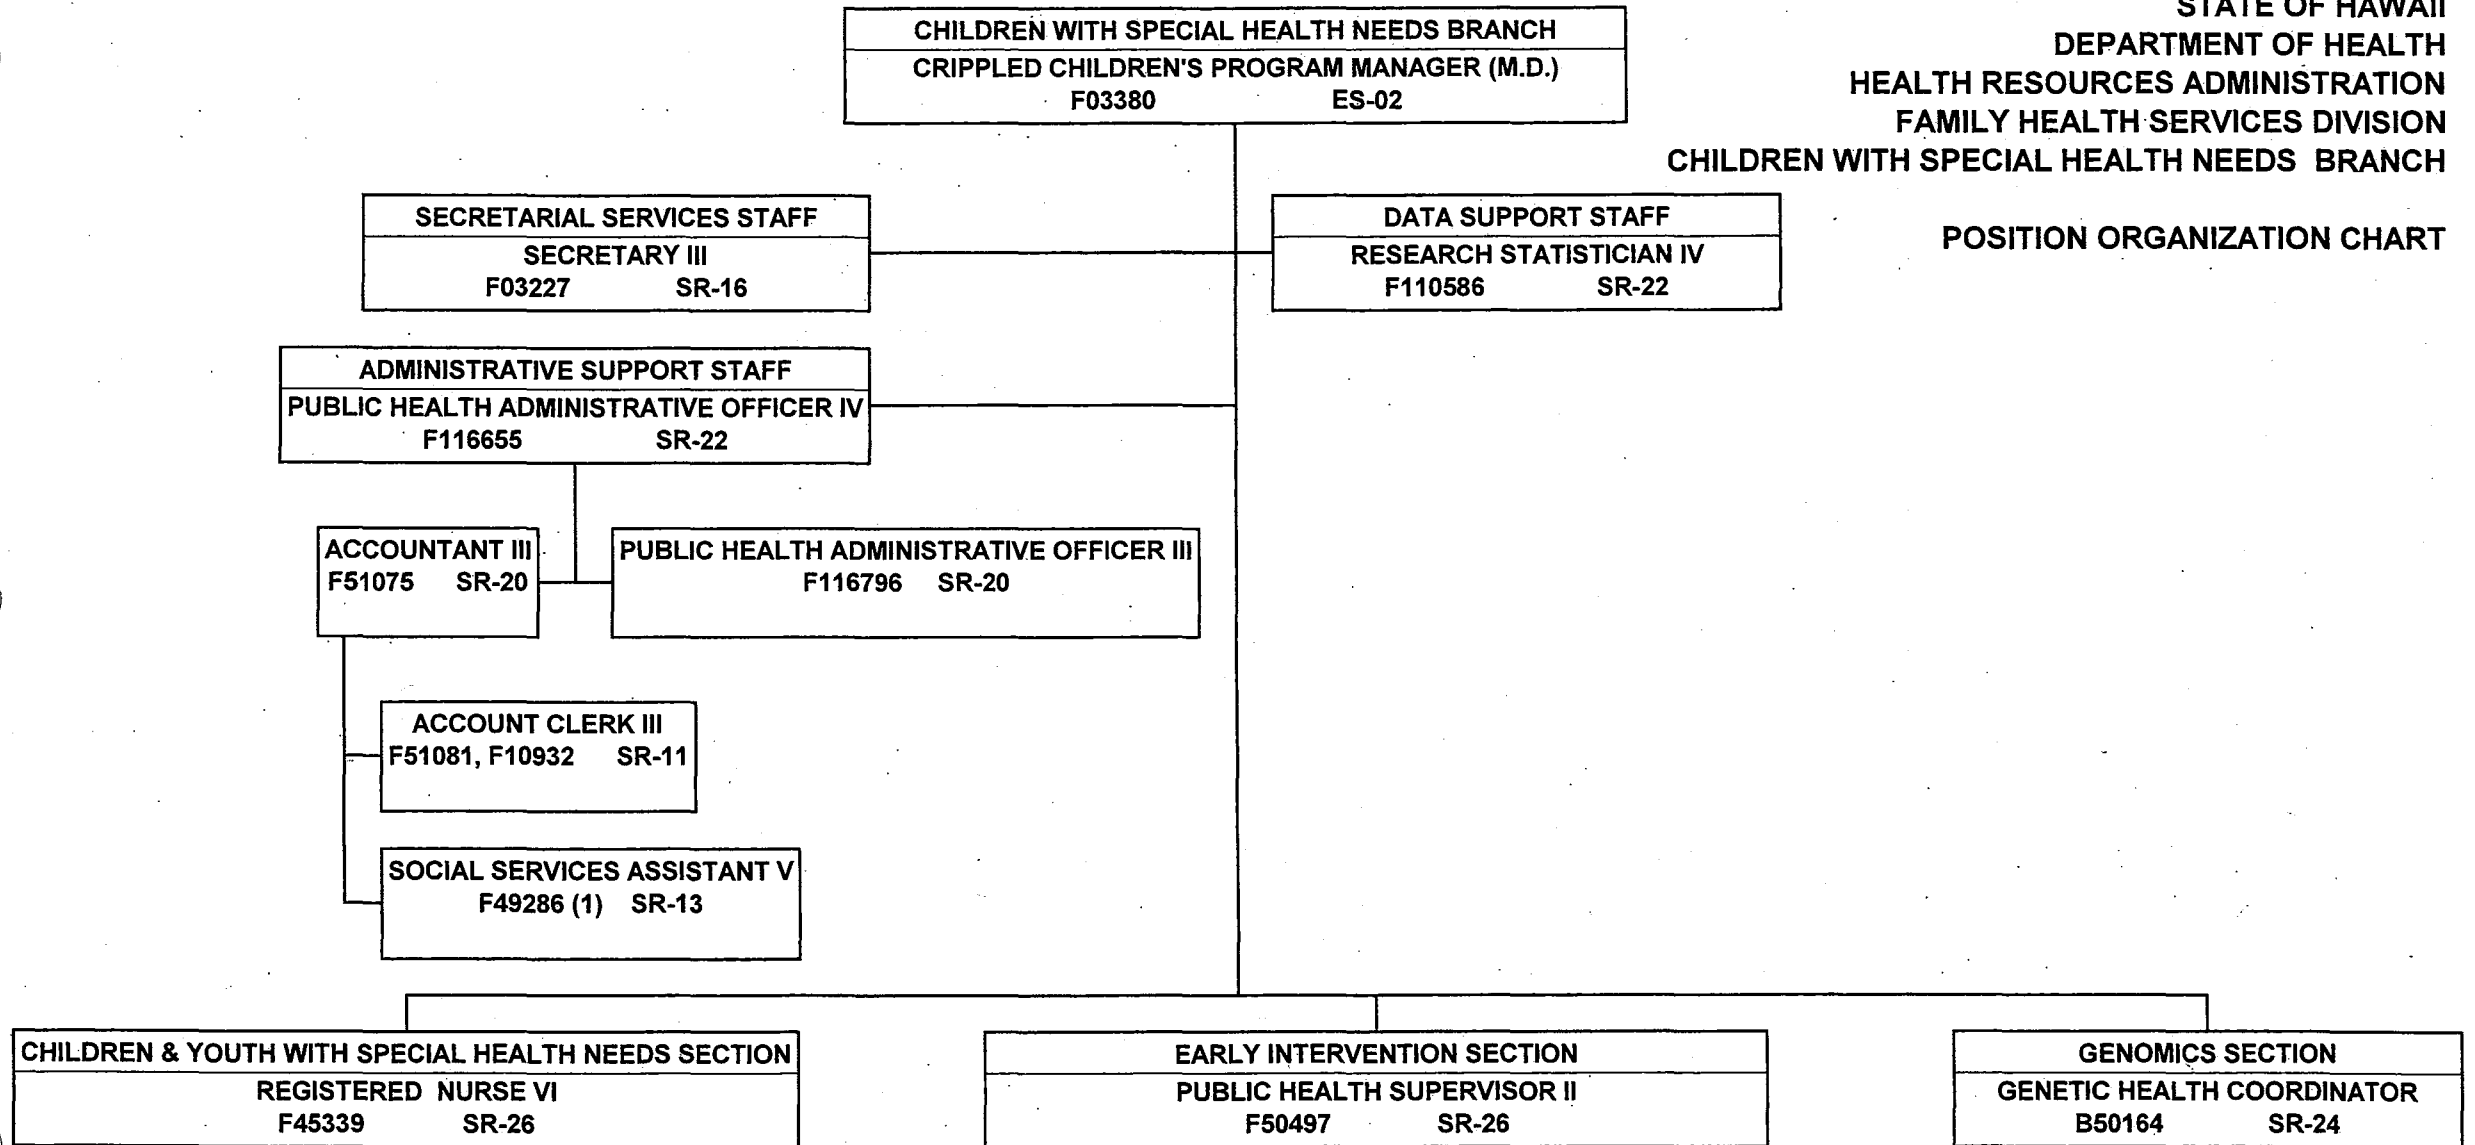 STATE OF HAWAII
DEPARTMENT OF HEALTH
HEALTH RESOURCES ADMINISTRATION
FAMILY HEALTH SERVICES DIVISION
CHILDREN WITH SPECIAL HEALTH NEEDS BRANCH
POSITION ORGANIZATION CHART
CHILDREN WITH SPECIAL HEALTH NEEDS BRANCH
CRIPPLED CHILDREN'S PROGRAM MANAGER (M.D.)
F03380 ES-02
SECRETARIAL SERVICES STAFF
SECRETARY III
F03227 SR-16
DATA SUPPORT STAFF
RESEARCH STATISTICIAN IV
F110586 SR-22
ADMINISTRATIVE SUPPORT STAFF
PUBLIC HEALTH ADMINISTRATIVE OFFICER IV
F116655 SR-22
ACCOUNTANT III
F51075 SR-20
PUBLIC HEALTH ADMINISTRATIVE OFFICER III
F116796 SR-20
ACCOUNT CLERK III
F51081, F10932 SR-11
SOCIAL SERVICES ASSISTANT V
F49286 (1) SR-13
CHILDREN & YOUTH WITH SPECIAL HEALTH NEEDS SECTION
REGISTERED NURSE VI
F45339 SR-26
EARLY INTERVENTION SECTION
PUBLIC HEALTH SUPERVISOR II
F50497 SR-26
GENOMICS SECTION
GENETIC HEALTH COORDINATOR
B50164 SR-24